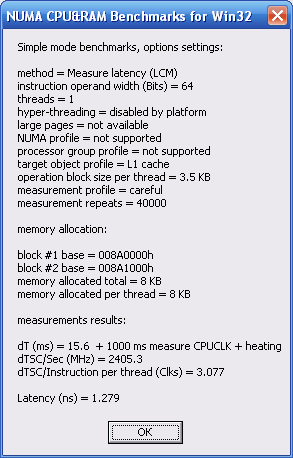 NUMA CPU&RAM Benchmarks for Win32
Simple mode benchmarks, options settings:
method = Measure latency (LCM)
instruction operand width (Bits) = 64
threads = 1
hyper-threading = disabled by platform
large pages = not available
NUMA profile = not supported
processor group profile = not supported
target object profile = L1 cache
operation block size per thread = 3.5 KB
measurement profile = careful
measurement repeats = 40000
memory allocation:
block #1 base = 008A0000h
block #2 base = 008A1000h
memory allocated total = 8 KB
memory allocated per thread = 8 KB
measurements results:
dT (ms) = 15.6  + 1000 ms measure CPUCLK + heating
dTSC/Sec (MHz) = 2405.3
dTSC/Instruction per thread (Clks) = 3.077
Latency (ns) = 1.279
OK